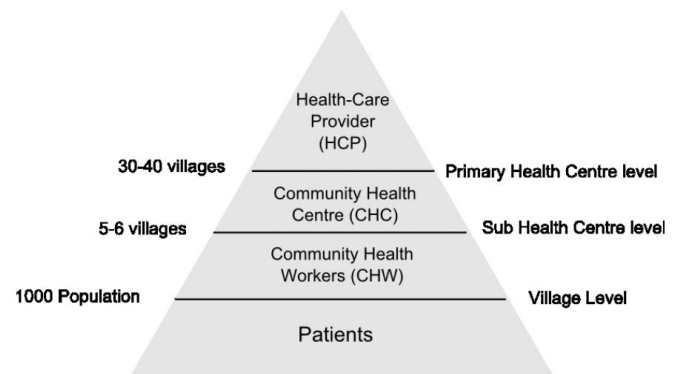 Health-Care
Provider
(HCP)
30-40 villages
Primary Health Centre level
Community Health
Centre (CHC)
5-6 villages
Sub Health Centre level
Community Health
Workers (CHW)
1000 Population
Village Level
Patients